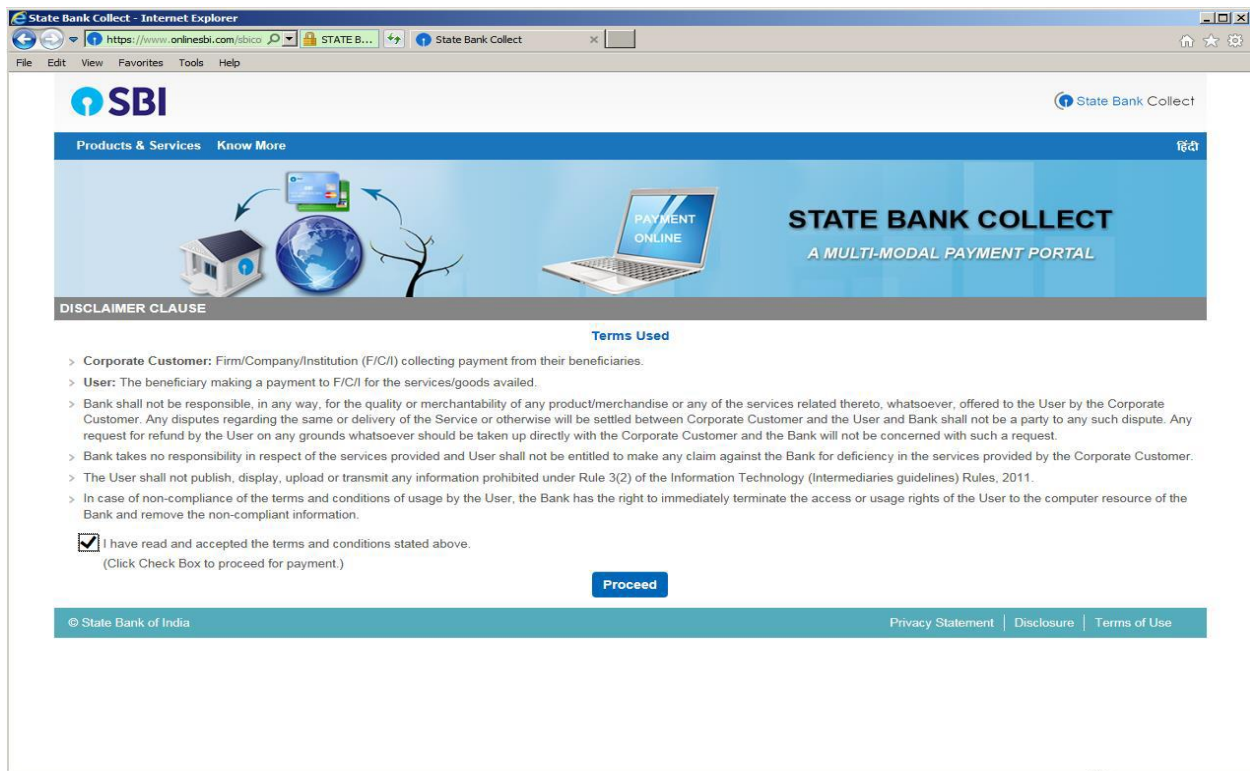 State Bank Collect - Internet Explorer
https://www.onlinesbi.com/sbico STATE B... State Bank Collect
File Edit View Favorites Tools Help
SBI State Bank Collect
Products & Services Know More हिंदी
PAYMENT
ONLINE
STATE BANK COLLECT
A MULTI-MODAL PAYMENT PORTAL
DISCLAIMER CLAUSE
Terms Used
> Corporate Customer: Firm/Company/Institution (F/C/I) collecting payment from their beneficiaries.
> User: The beneficiary making a payment to F/C/I for the services/goods availed.
> Bank shall not be responsible, in any way, for the quality or merchantability of any product/merchandise or any of the services related thereto, whatsoever, offered to the User by the Corporate
Customer. Any disputes regarding the same or delivery of the Service or otherwise will be settled between Corporate Customer and the User and Bank shall not be a party to any such dispute. Any
request for refund by the User on any grounds whatsoever should be taken up directly with the Corporate Customer and the Bank will not be concerned with such a request.
> Bank takes no responsibility in respect of the services provided and User shall not be entitled to make any claim against the Bank for deficiency in the services provided by the Corporate Customer.
> The User shall not publish, display, upload or transmit any information prohibited under Rule 3(2) of the Information Technology (Intermediaries guidelines) Rules, 2011.
> In case of non-compliance of the terms and conditions of usage by the User, the Bank has the right to immediately terminate the access or usage rights of the User to the computer resource of the
Bank and remove the non-compliant information.
I have read and accepted the terms and conditions stated above.
(Click Check Box to proceed for payment.)
Proceed
© State Bank of India Privacy Statement | Disclosure | Terms of Use